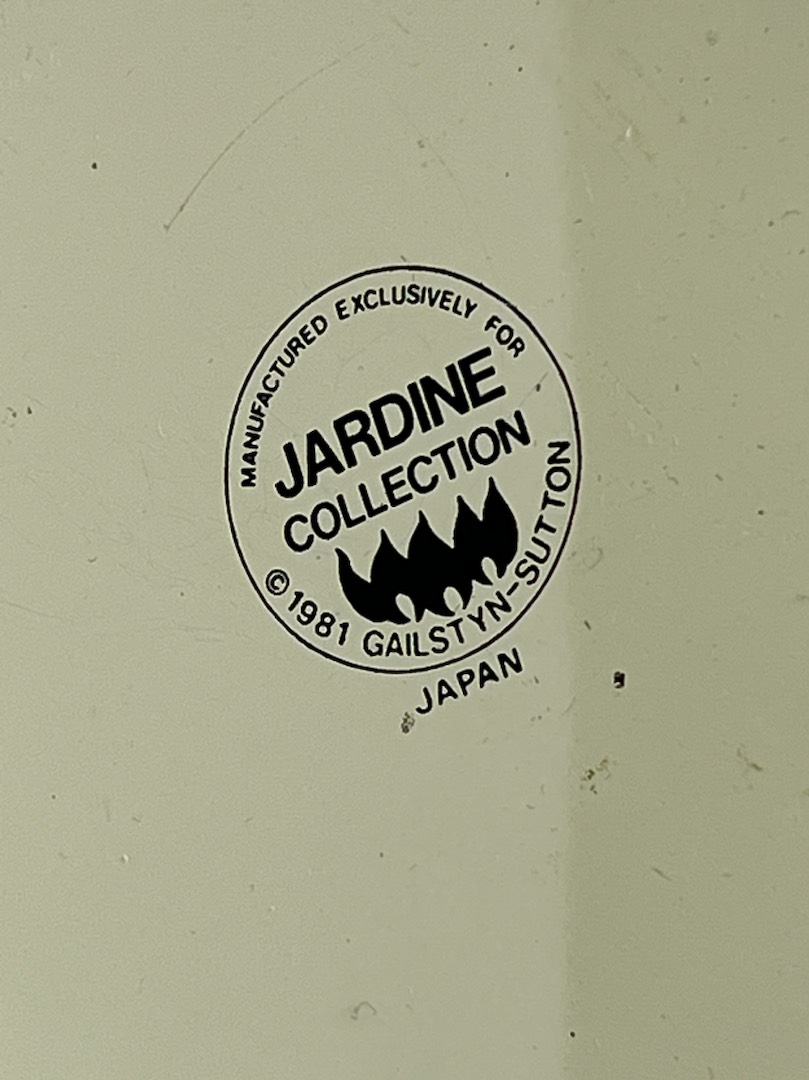 MANUFACTURED EXCLUSIVELY FOR
JARDINE
COLLECTION
©1981 GAILSTYN-SUTTON
JAPAN